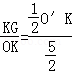 KG/OK = 1/2 O′ K / 5/2